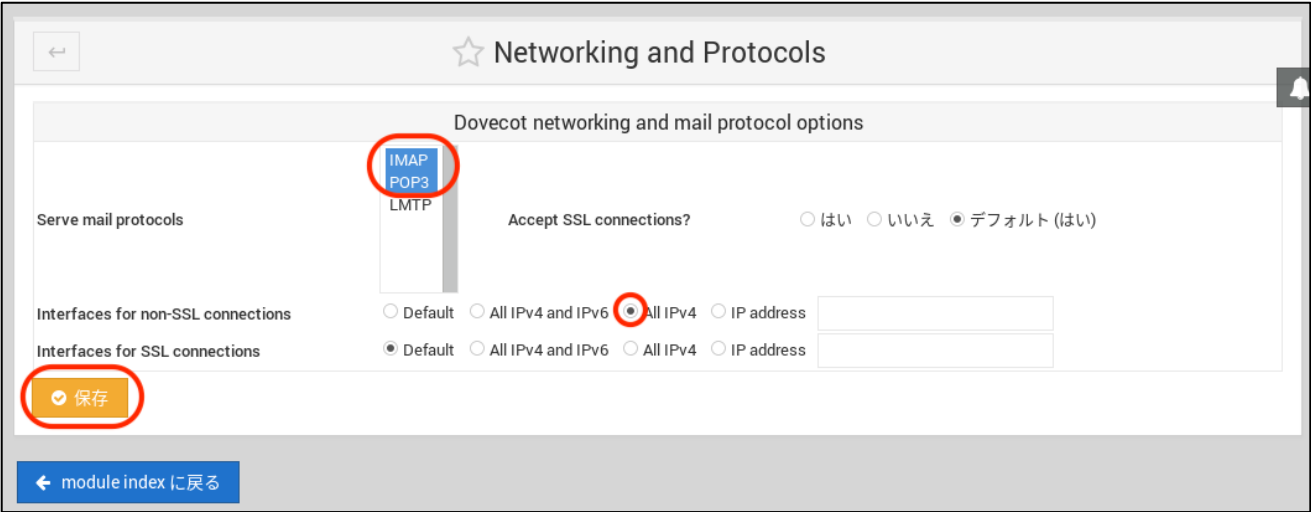 Networking and Protocols
Dovecot networking and mail protocol options
IMAP
POP3
LMTP
Serve mail protocols
Accept SSL connections? はい いいえ デフォルト (はい)
Interfaces for non-SSL connections Default All IPv4 and IPv6 All IPv4 IP address
Interfaces for SSL connections Default All IPv4 and IPv6 All IPv4 IP address
保存
module index に戻る